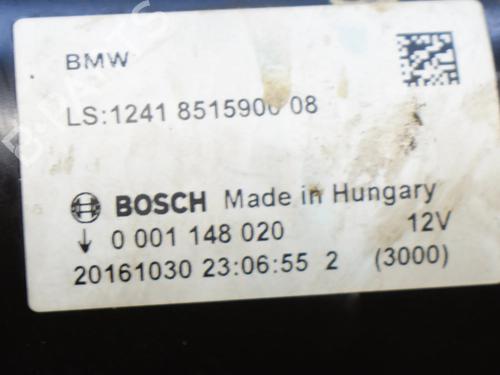 BMW
LS:1241 8515900 08
BOSCH Made in Hungary
0 001 148 020 12V
20161030 23:06:55 2 (3000)